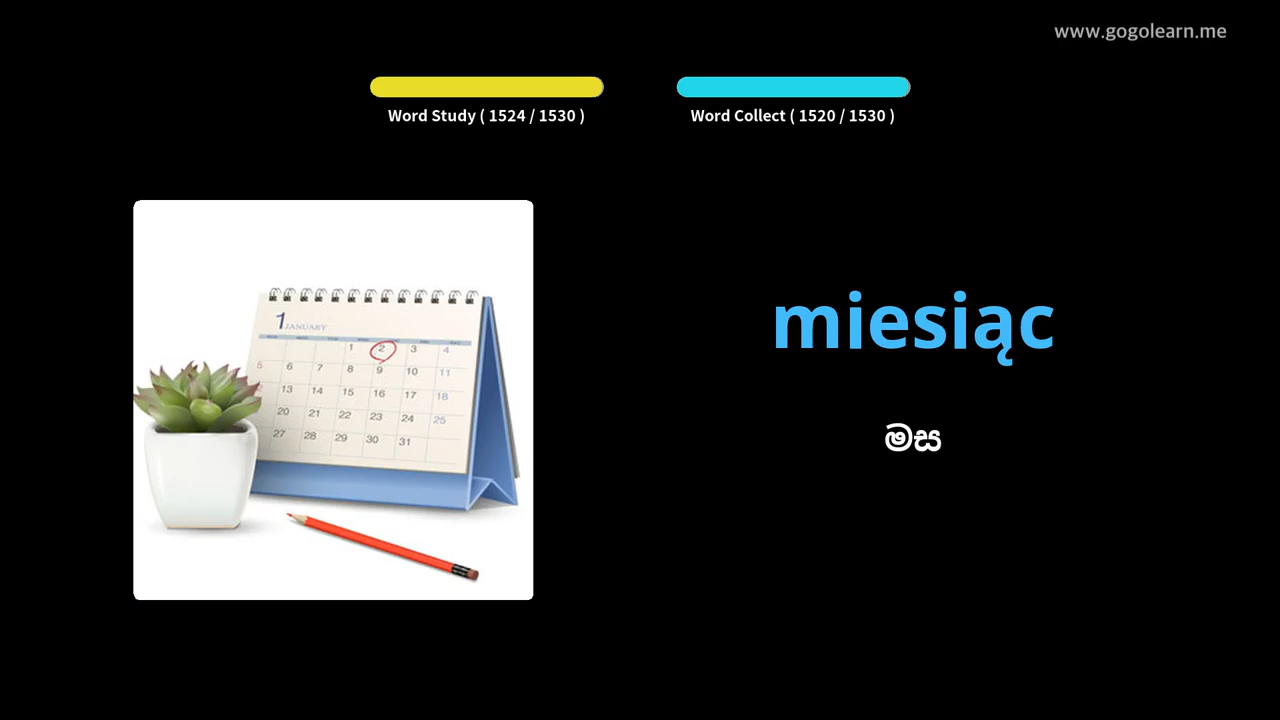 www.gogolearn.me
Word Study ( 1524 / 1530 )
Word Collect ( 1520 / 1530 )
miesiąc
මස
1 JANUARY
1 2 3 4
5 6 7 8 9 10 11
13 14 15 16 17 18
20 21 22 23 24 25
27 28 29 30 31